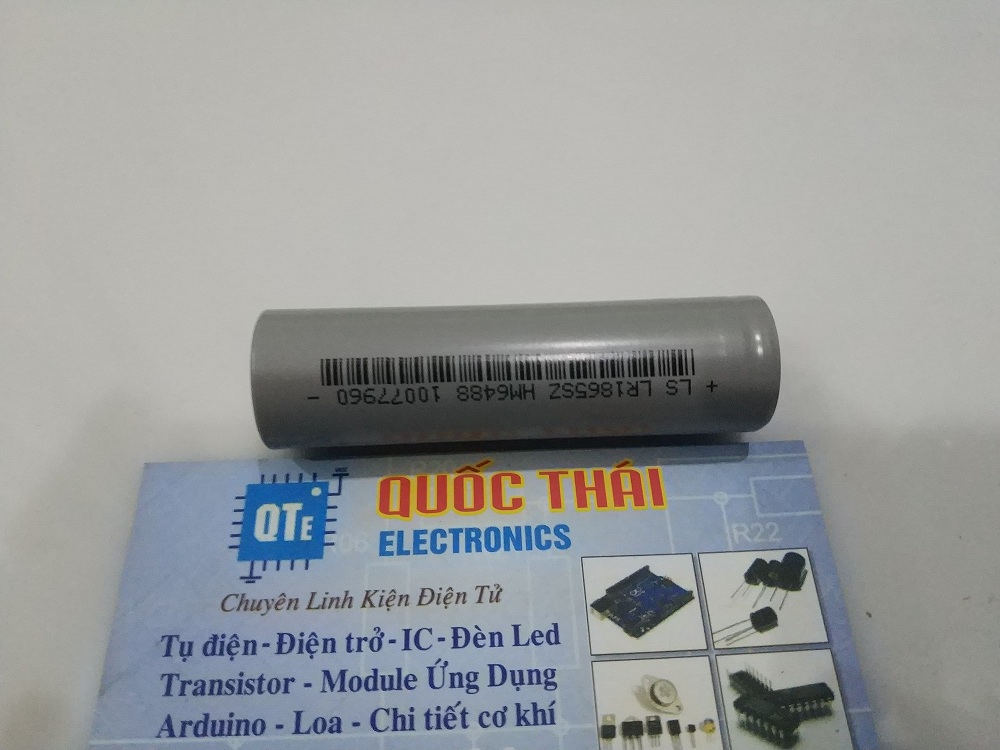 + LS LR1865SZ HM6488 10077960 -
QTE
QUỐC THÁI
ELECTRONICS
R22
Chuyên Linh Kiện Điện Tử
Tụ điện - Điện trở - IC - Đèn Led
Transistor - Module Ứng Dụng
Arduino - Loa - Chi tiết cơ khí